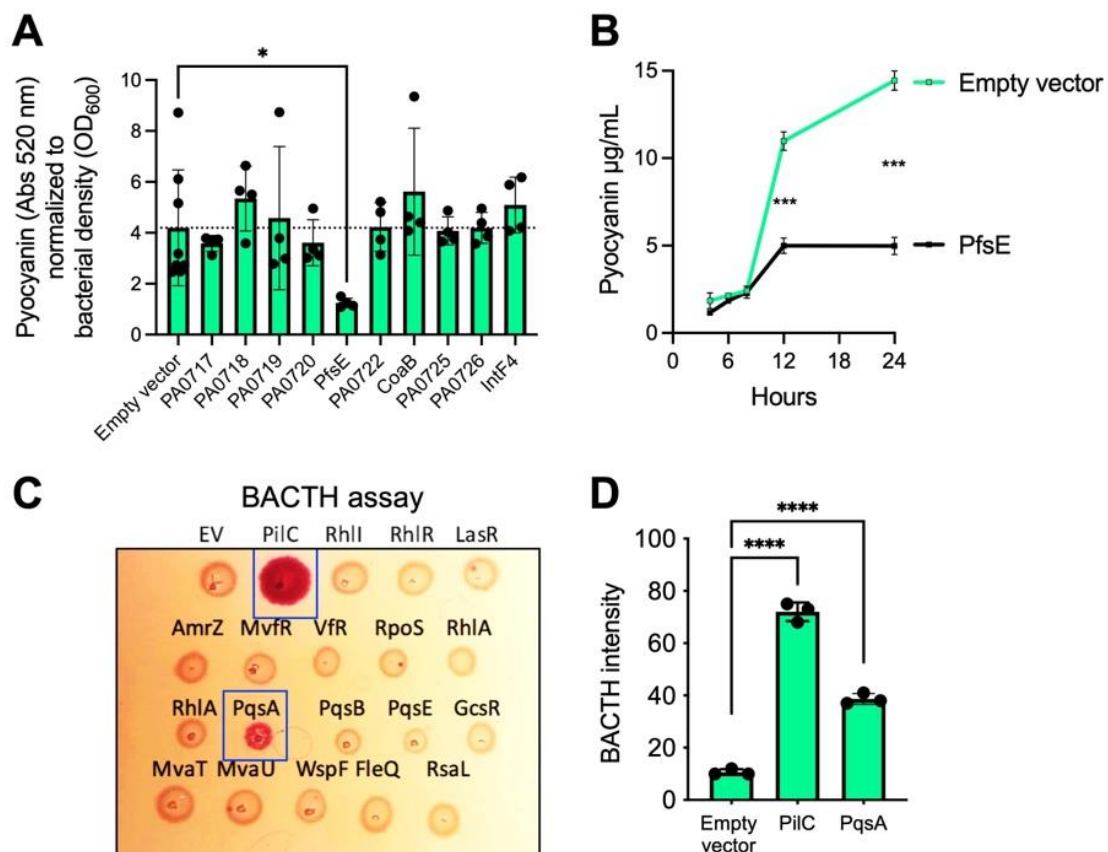 A
*
Pyocyanin (Abs 520 nm)
normalized to
bacterial density (OD600)
10
8
6
4
2
0
Empty vector
PA0717
PA0718
PA0719
PA0720
PfsE
PA0722
CoaB
PA0725
PA0726
IntF4
B
Pyocyanin µg/mL
15
10
5
0
0 6 12 18 24
Hours
***
***
Empty vector
PfsE
C
BACTH assay
EV PilC RhlI RhlR LasR
AmrZ MvfR VfR RpoS RhlA
RhlA PqsA PqsB PqsE GcsR
MvaT MvaU WspF FleQ RsaL
D
BACTH intensity
100
80
60
40
20
0
****
****
Empty
vector
PilC
PqsA